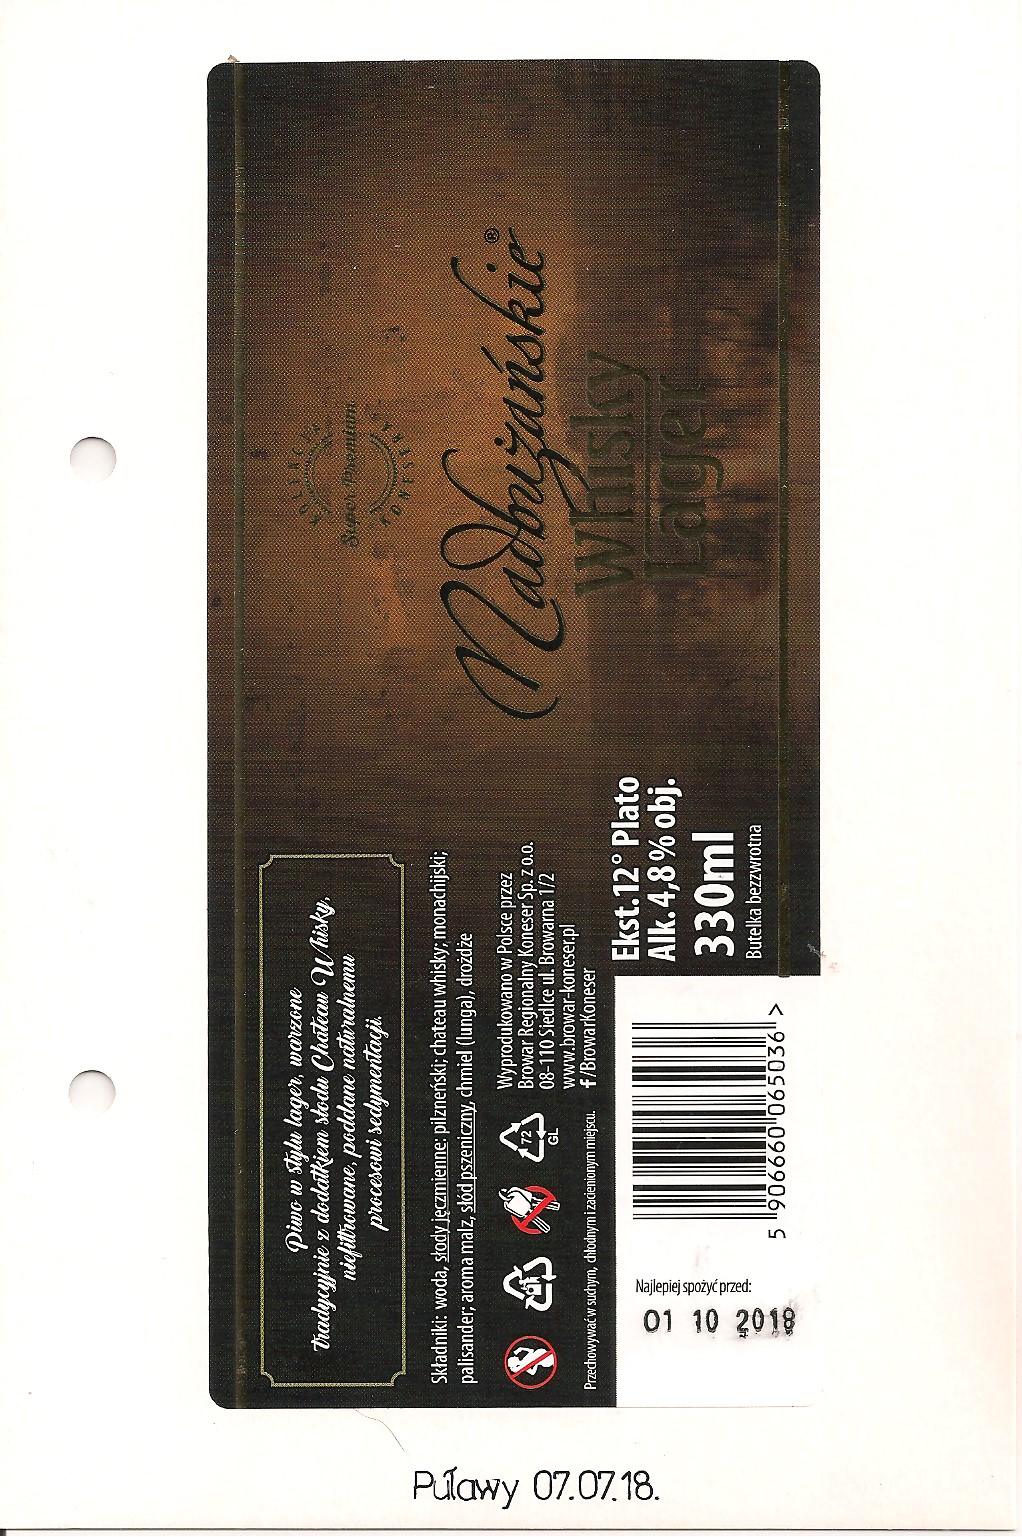 Piwo w stylu lager, warzone
tradycyjnie z dodatkiem słodu Chateau Whisky,
niefiltrowane, poddane naturalnemu
procesowi sedymentacji.
Składniki: woda, słody jęczmienne: pilzneński; chateau whisky; monachijski;
palisander; aroma malz, słód pszeniczny, chmiel (lunga), drożdże
72
GL
Wyprodukowano w Polsce przez
Browar Regionalny Koneser Sp. z o.o.
08-110 Siedlce ul. Browarna 1/2
www.browar-koneser.pl
f/BrowarKoneser
Przechowywać w suchym, chłodnym i zacienionym miejscu.
Najlepiej spożyć przed:
01 10 2018
5 906660 065036 >
Ekst.12° Plato
Alk. 4,8 % obj.
330ml
Butelka bezzwrotna
Super Premium
KONESERA
Nadbużańskie®
Whisky
Lager
Puławy 07.07.18.